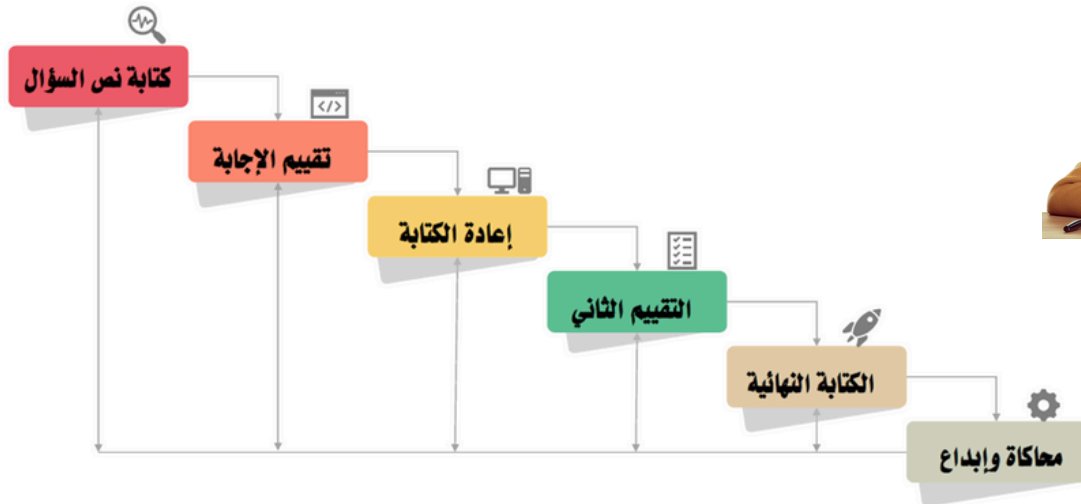 كتابة نص السؤال
تقييم الإجابة
إعادة الكتابة
التقييم الثاني
الكتابة النهائية
محاكاة وإبداع